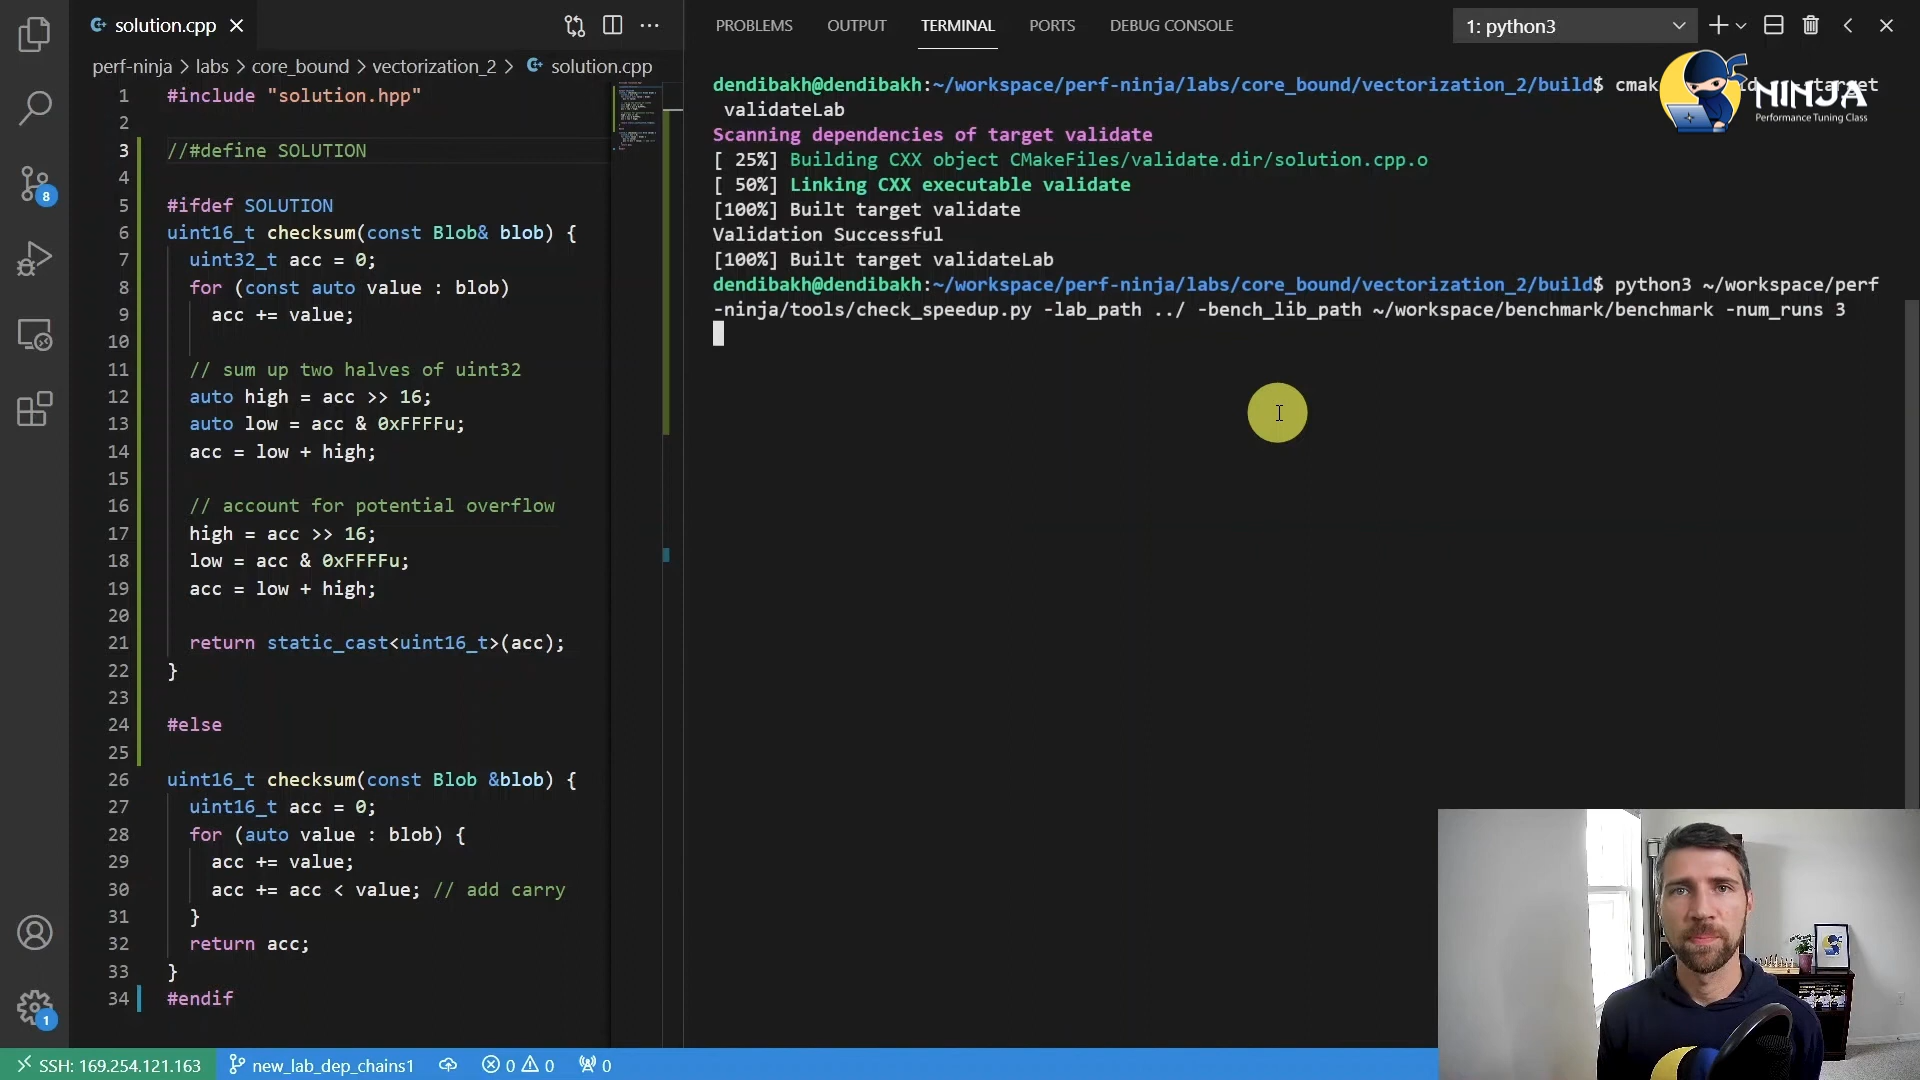 solution.cpp
PROBLEMS OUTPUT TERMINAL PORTS DEBUG CONSOLE
1: python3
perf-ninja > labs > core_bound > vectorization_2 > solution.cpp
1 #include "solution.hpp"
2
3 //#define SOLUTION
4
5 #ifdef SOLUTION
6 uint16_t checksum(const Blob& blob) {
7 uint32_t acc = 0;
8 for (const auto value : blob)
9 acc += value;
10
11 // sum up two halves of uint32
12 auto high = acc >> 16;
13 auto low = acc & 0xFFFFu;
14 acc = low + high;
15
16 // account for potential overflow
17 high = acc >> 16;
18 low = acc & 0xFFFFu;
19 acc = low + high;
20
21 return static_cast<uint16_t>(acc);
22 }
23
24 #else
25
26 uint16_t checksum(const Blob &blob) {
27 uint16_t acc = 0;
28 for (auto value : blob) {
29 acc += value;
30 acc += acc < value; // add carry
31 }
32 return acc;
33 }
34 #endif
dendibakh@dendibakh:~/workspace/perf-ninja/labs/core_bound/vectorization_2/build$
validateLab
Scanning dependencies of target validate
[ 25%] Building CXX object CMakeFiles/validate.dir/solution.cpp.o
[ 50%] Linking CXX executable validate
[100%] Built target validate
Validation Successful
[100%] Built target validateLab
dendibakh@dendibakh:~/workspace/perf-ninja/labs/core_bound/vectorization_2/build$ python3 ~/workspace/perf
-ninja/tools/check_speedup.py -lab_path ../ -bench_lib_path ~/workspace/benchmark/benchmark -num_runs 3
NINJA
Performance Tuning Class
8
1
SSH: 169.254.121.163 new_lab_dep_chains1 0 0 0